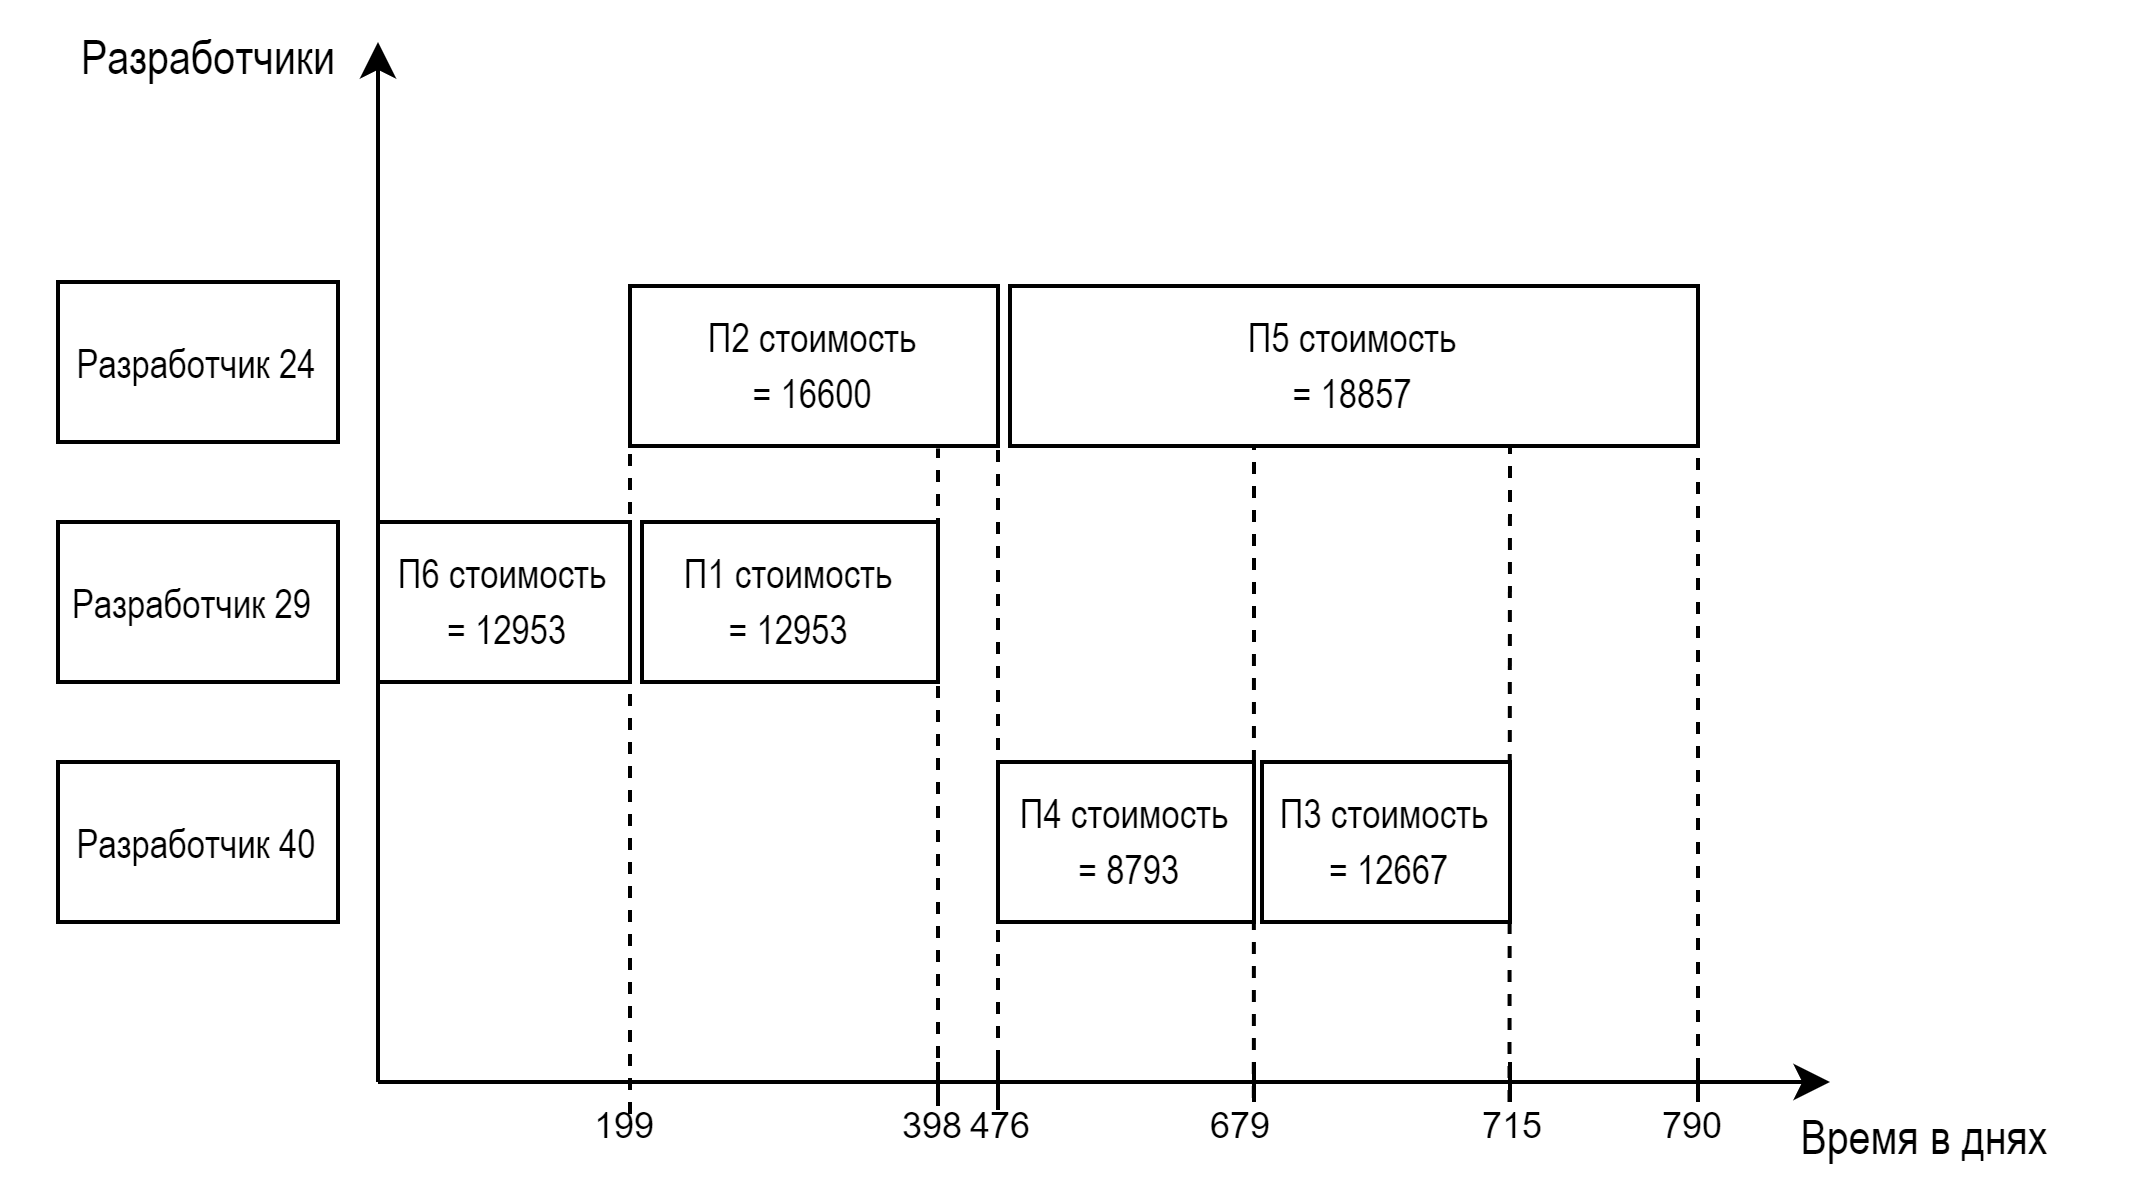 Разработчики
Разработчик 24
П2 стоимость
= 16600
П5 стоимость
= 18857
Разработчик 29
П6 стоимость
= 12953
П1 стоимость
= 12953
Разработчик 40
П4 стоимость
= 8793
П3 стоимость
= 12667
199
398
476
679
715
790
Время в днях